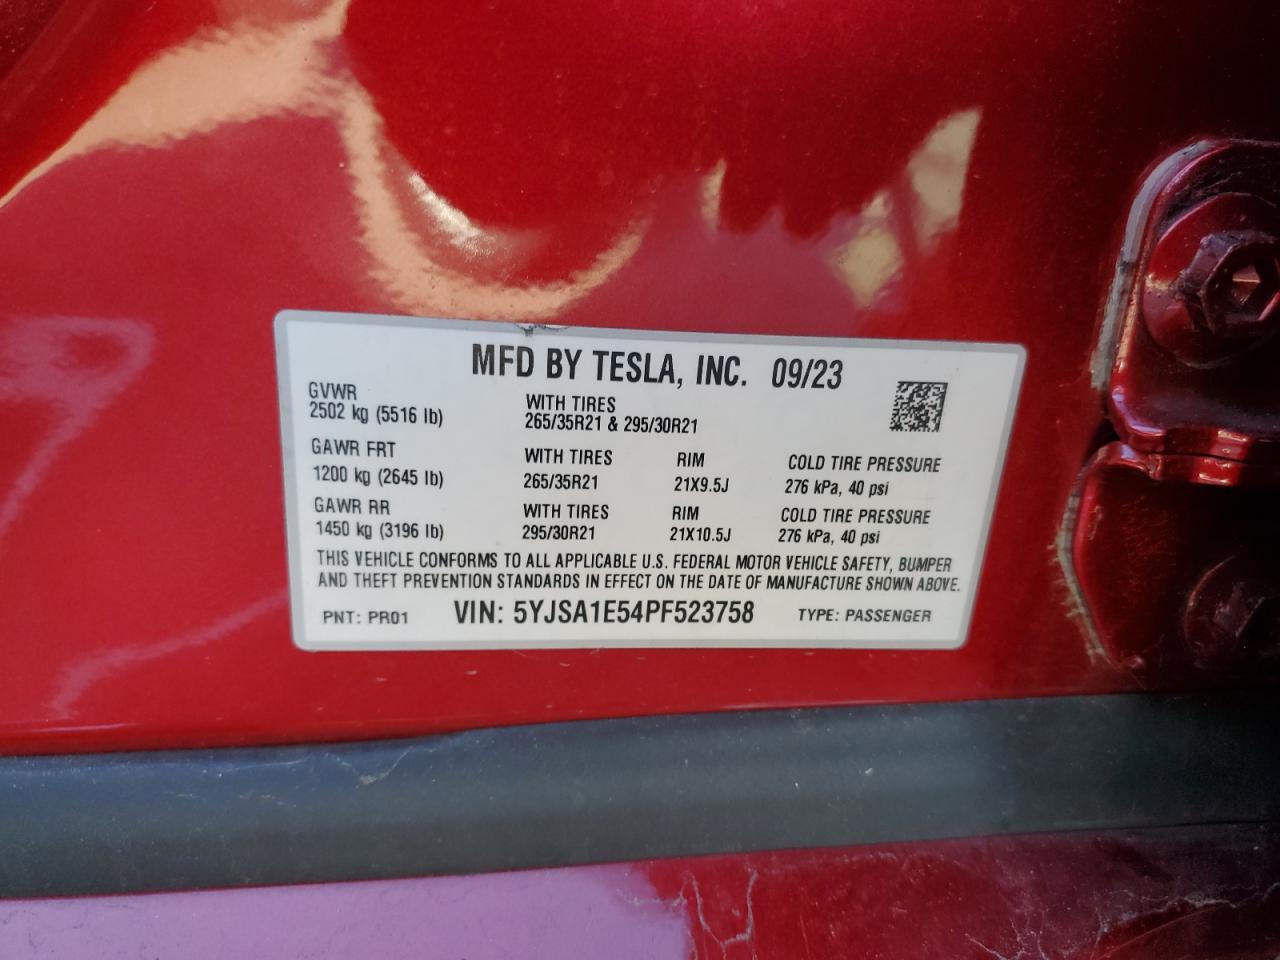 MFD BY TESLA, INC. 09/23
GVWR
2502 kg (5516 lb)
WITH TIRES
265/35R21 & 295/30R21
GAWR FRT
1200 kg (2645 lb)
WITH TIRES
265/35R21
RIM
21X9.5J
COLD TIRE PRESSURE
276 kPa, 40 psi
GAWR RR
1450 kg (3196 lb)
WITH TIRES
295/30R21
RIM
21X10.5J
COLD TIRE PRESSURE
276 kPa, 40 psi
THIS VEHICLE CONFORMS TO ALL APPLICABLE U.S. FEDERAL MOTOR VEHICLE SAFETY, BUMPER
AND THEFT PREVENTION STANDARDS IN EFFECT ON THE DATE OF MANUFACTURE SHOWN ABOVE.
PNT: PR01 VIN: 5YJSA1E54PF523758 TYPE: PASSENGER